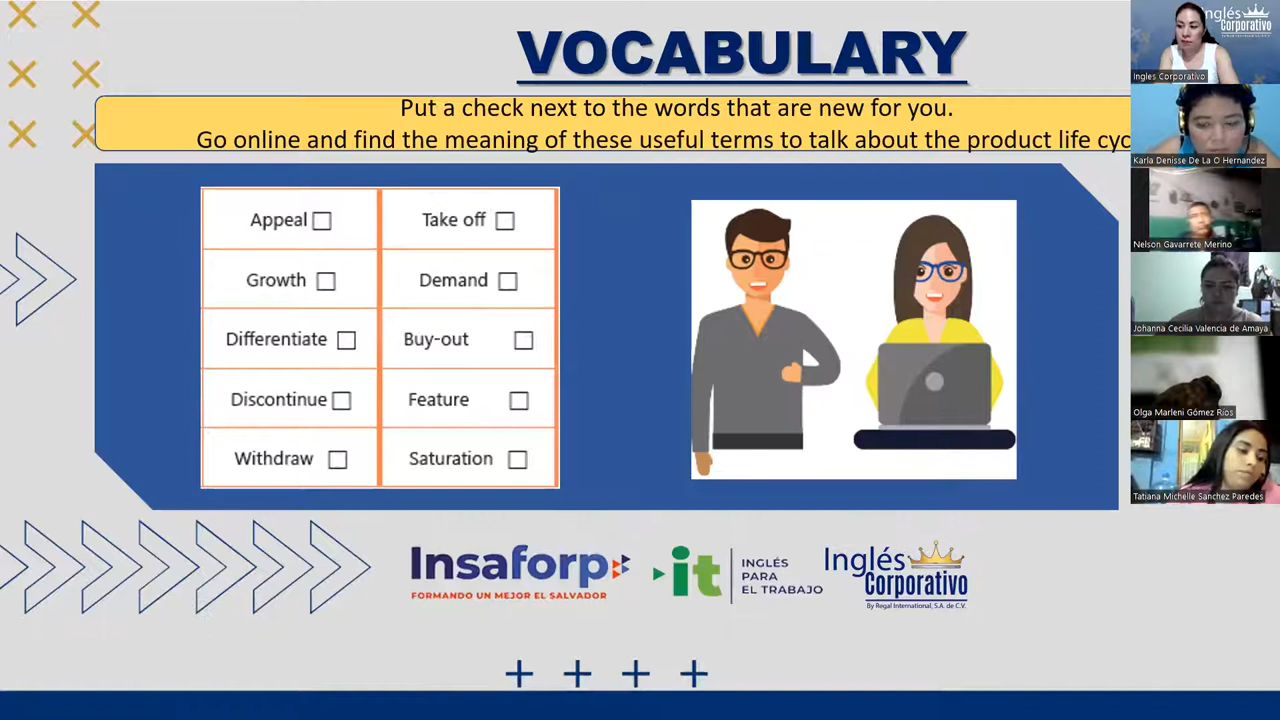 VOCABULARY
Put a check next to the words that are new for you.
Go online and find the meaning of these useful terms to talk about the product life cyc
Appeal
Take off
Growth
Demand
Differentiate
Buy-out
Discontinue
Feature
Withdraw
Saturation
Insaforp
FORMANDO UN MEJOR EL SALVADOR
it
INGLÉS
PARA
EL TRABAJO
Inglés
Corporativo
By Regal International, S.A. de C.V.
nglés
Corporativo
Ingles Corporativo
Karla Denisse De La O Hernandez
Nelson Gavarrete Merino
Johanna Cecilia Valencia de Amaya
Olga Marleni Gómez Rios
Tatiana Michelle Sanchez Paredes